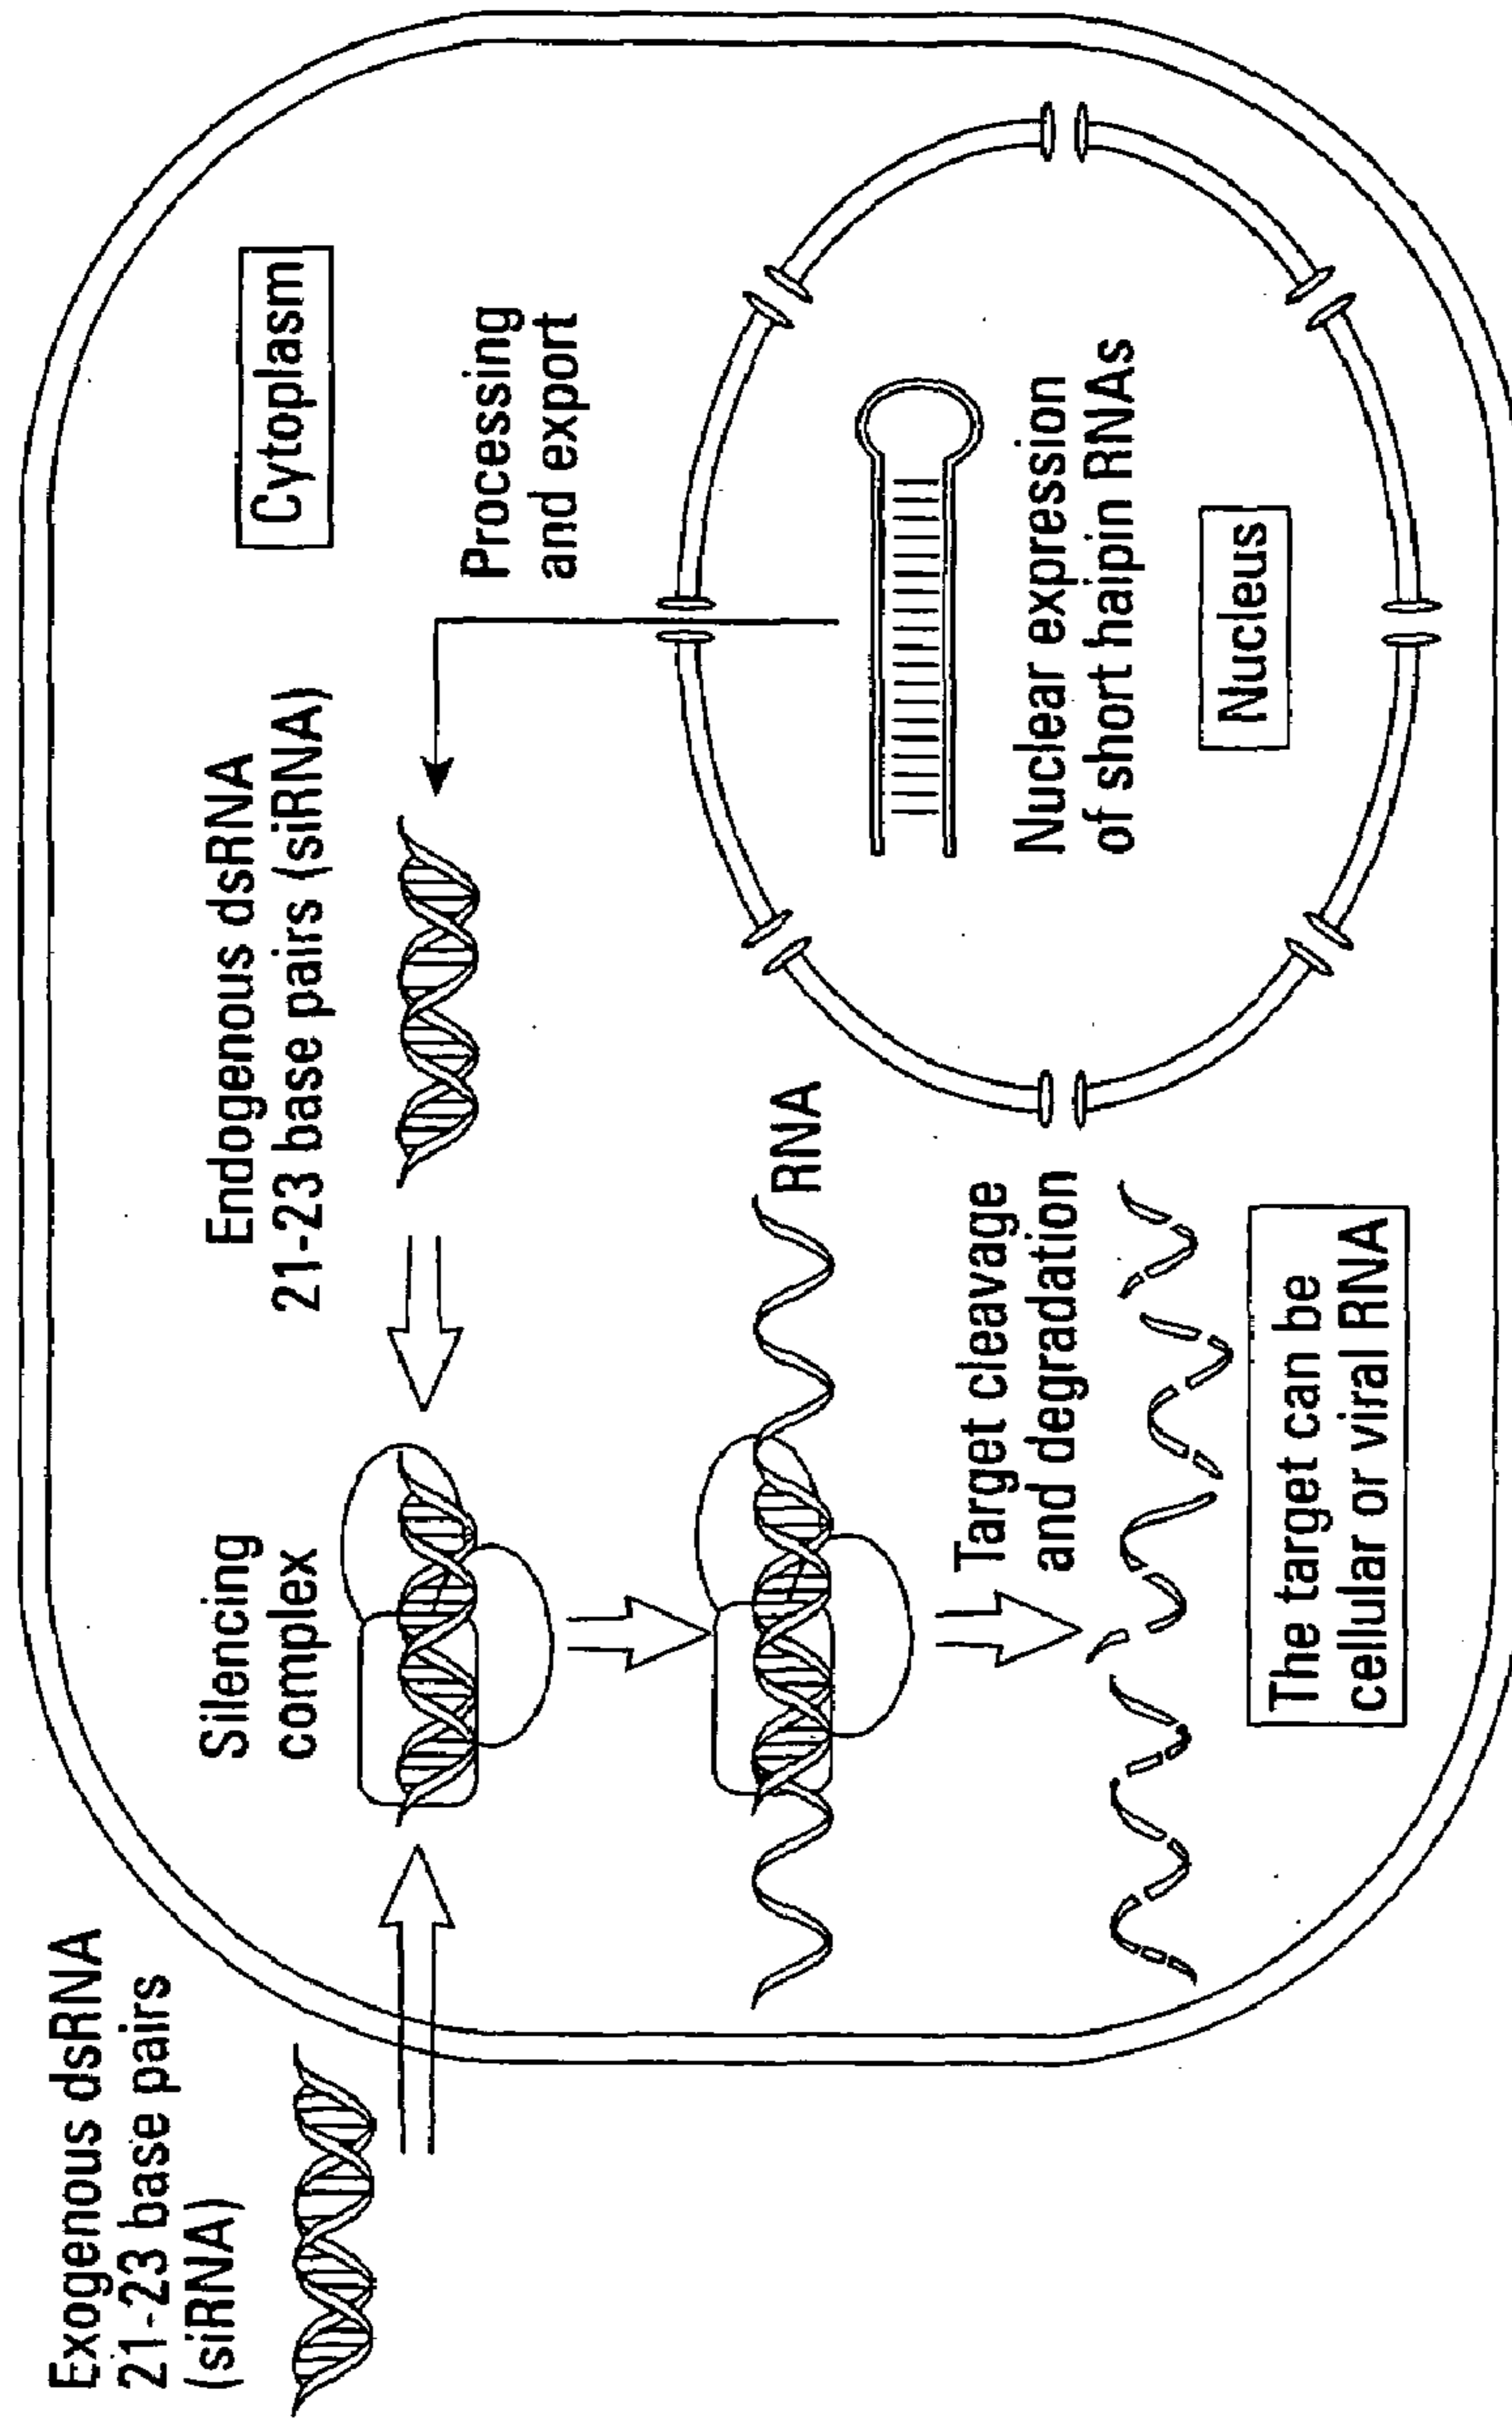 Exogenous dsRNA
21-23 base pairs
(siRNA)
Silencing
complex
Endogenous dsRNA
21-23 base pairs (siRNA)
Cytoplasm
Processing
and export
RNA
Target cleavage
and degradation
Nuclear expression
of short haipin RNAs
Nucleus
The target can be
cellular or viral RNA